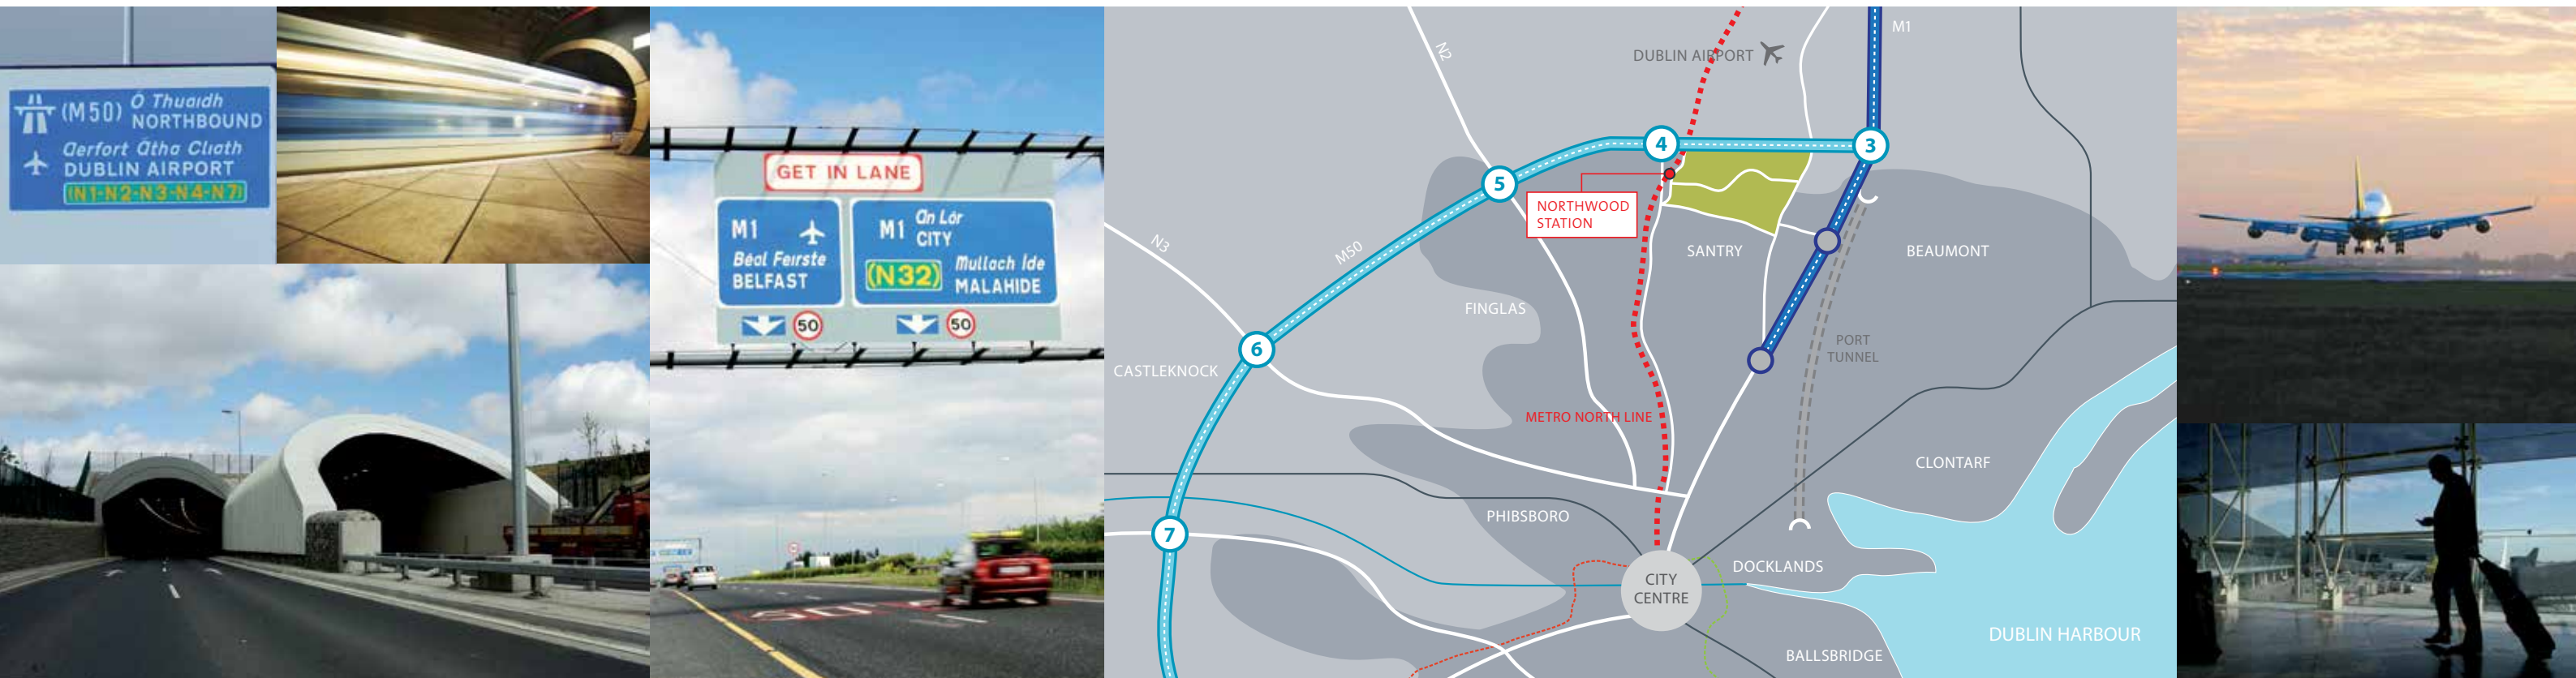 (M50) Ó Thuaidh
NORTHBOUND
Aerfort Átha Cliath
DUBLIN AIRPORT
(N1-N2-N3-N4-N7)
GET IN LANE
M1
Béal Feirste
BELFAST
M1 An Lár
CITY
(N32) Mullach Íde
MALAHIDE
50
50
N2
DUBLIN AIRPORT
M1
4
3
5
NORTHWOOD
STATION
N3
M50
SANTRY
BEAUMONT
FINGLAS
6
PORT
TUNNEL
CASTLEKNOCK
METRO NORTH LINE
CLONTARF
PHIBSBORO
7
DOCKLANDS
CITY
CENTRE
DUBLIN HARBOUR
BALLSBRIDGE